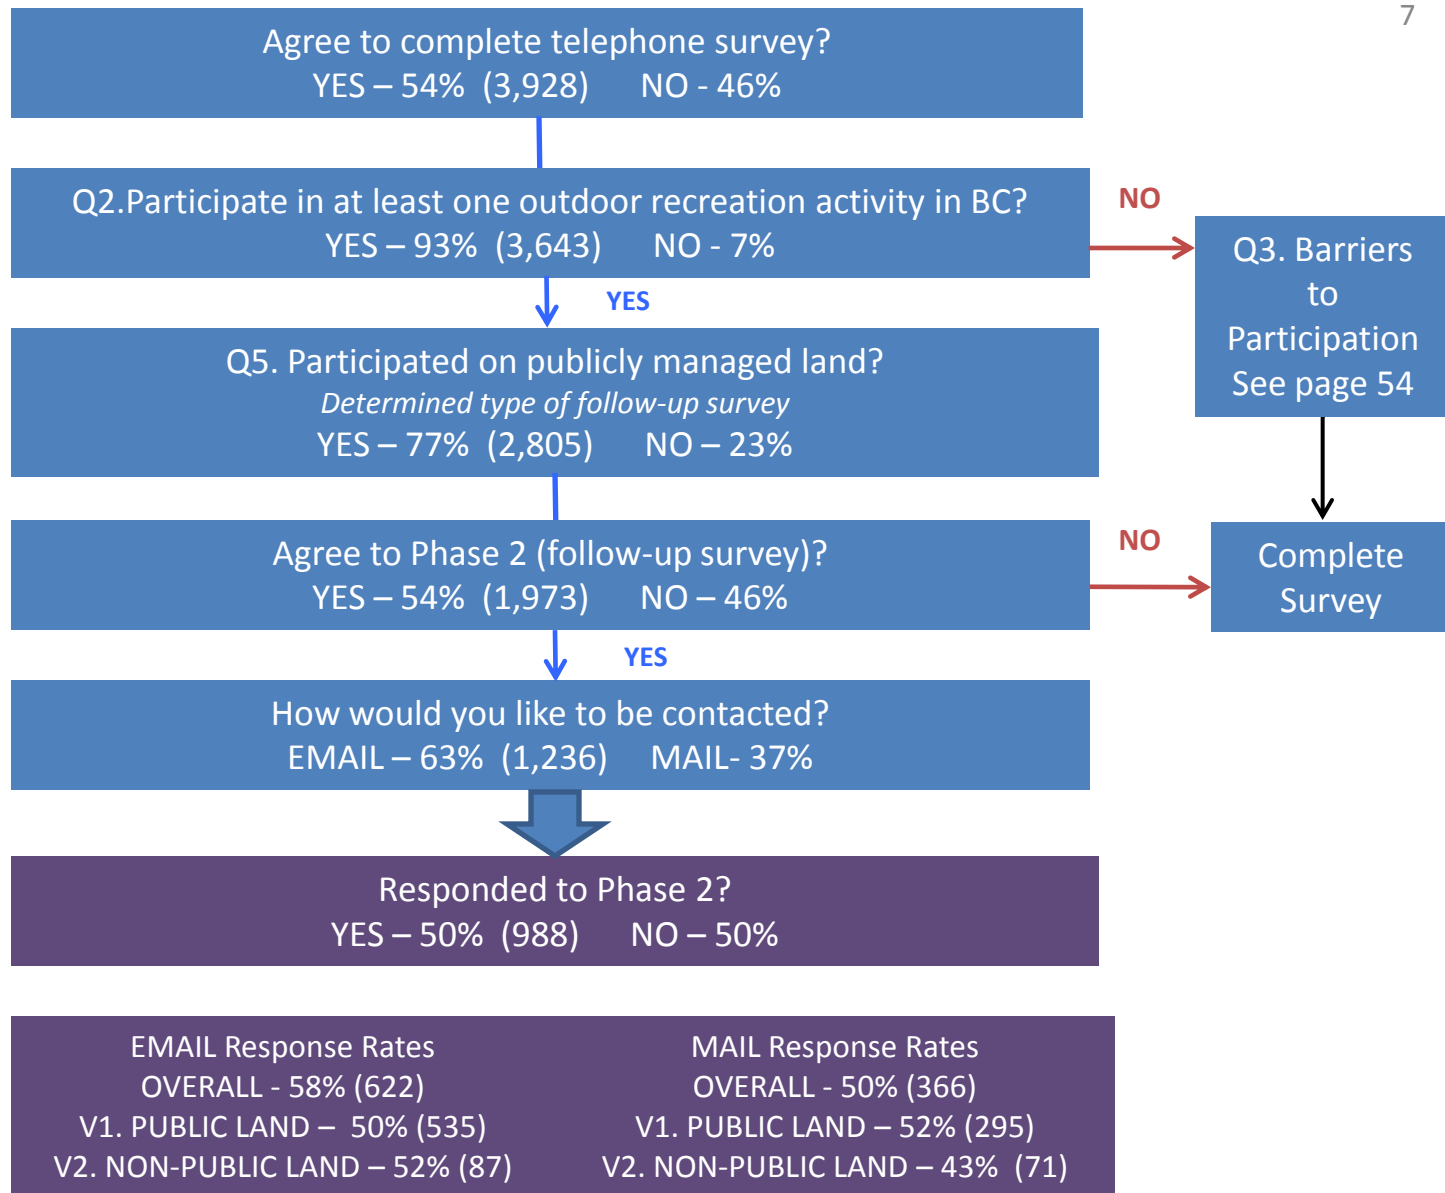 7
Agree to complete telephone survey?
YES – 54%  (3,928)     NO - 46%
Q2.Participate in at least one outdoor recreation activity in BC?
YES – 93%  (3,643)     NO - 7%
NO
Q3. Barriers
to
Participation
See page 54
YES
Q5. Participated on publicly managed land?
Determined type of follow-up survey
YES – 77%  (2,805)     NO – 23%
Agree to Phase 2 (follow-up survey)?
YES – 54%  (1,973)     NO – 46%
NO
Complete
Survey
YES
How would you like to be contacted?
EMAIL – 63%  (1,236)     MAIL- 37%
Responded to Phase 2?
YES – 50%  (988)     NO – 50%
EMAIL Response Rates
OVERALL - 58% (622)
V1. PUBLIC LAND –  50% (535)
V2. NON-PUBLIC LAND – 52% (87)
MAIL Response Rates
OVERALL - 50% (366)
V1. PUBLIC LAND – 52% (295)
V2. NON-PUBLIC LAND – 43%  (71)